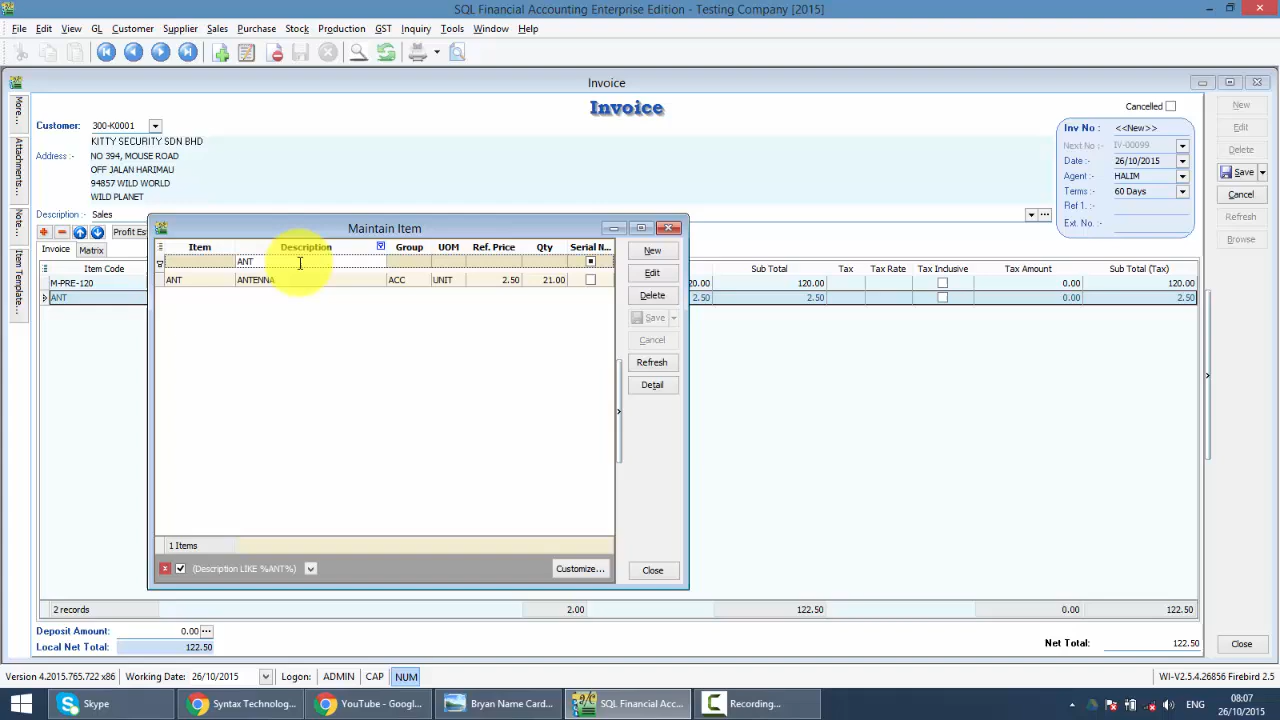 SQL Financial Accounting Enterprise Edition - Testing Company [2015]
File Edit View GL Customer Supplier Sales Purchase Stock Production GST Inquiry Tools Window Help
Invoice
Invoice
Cancelled
More...
Attachments...
Note...
Item Template...
Customer: 300-K0001
KITTY SECURITY SDN BHD
Address :- NO 394, MOUSE ROAD
OFF JALAN HARIMAU
94857 WILD WORLD
WILD PLANET
Description :- Sales
Inv No : <<New>>
Next No :- IV-00099
Date :- 26/10/2015
Agent :- HALIM
Terms :- 60 Days
Ref 1. :-
Ext. No :-
New
Edit
Delete
Save
Cancel
Refresh
Browse
Profit Es
Invoice Matrix
Item Code Sub Total Tax Tax Rate Tax Inclusive Tax Amount Sub Total (Tax)
M-PRE-120 20.00 120.00 0.00 120.00
ANT 2.50 2.50 0.00 2.50
Maintain Item
Item Description Group UOM Ref. Price Qty Serial N...
ANT
ANT ANTENNA ACC UNIT 2.50 21.00
New
Edit
Delete
Save
Cancel
Refresh
Detail
1 Items
(Description LIKE %ANT%) Customize...
Close
2 records 2.00 122.50 0.00 122.50
Deposit Amount: 0.00
Local Net Total: 122.50
Net Total: 122.50
Close
Version 4.2015.765.722 x86 Working Date: 26/10/2015 Logon: ADMIN CAP NUM WI-V2.5.4.26856 Firebird 2.5
Skype
Syntax Technolog...
YouTube - Googl...
Bryan Name Card...
SQL Financial Acc...
Recording...
ENG
08:07
26/10/2015